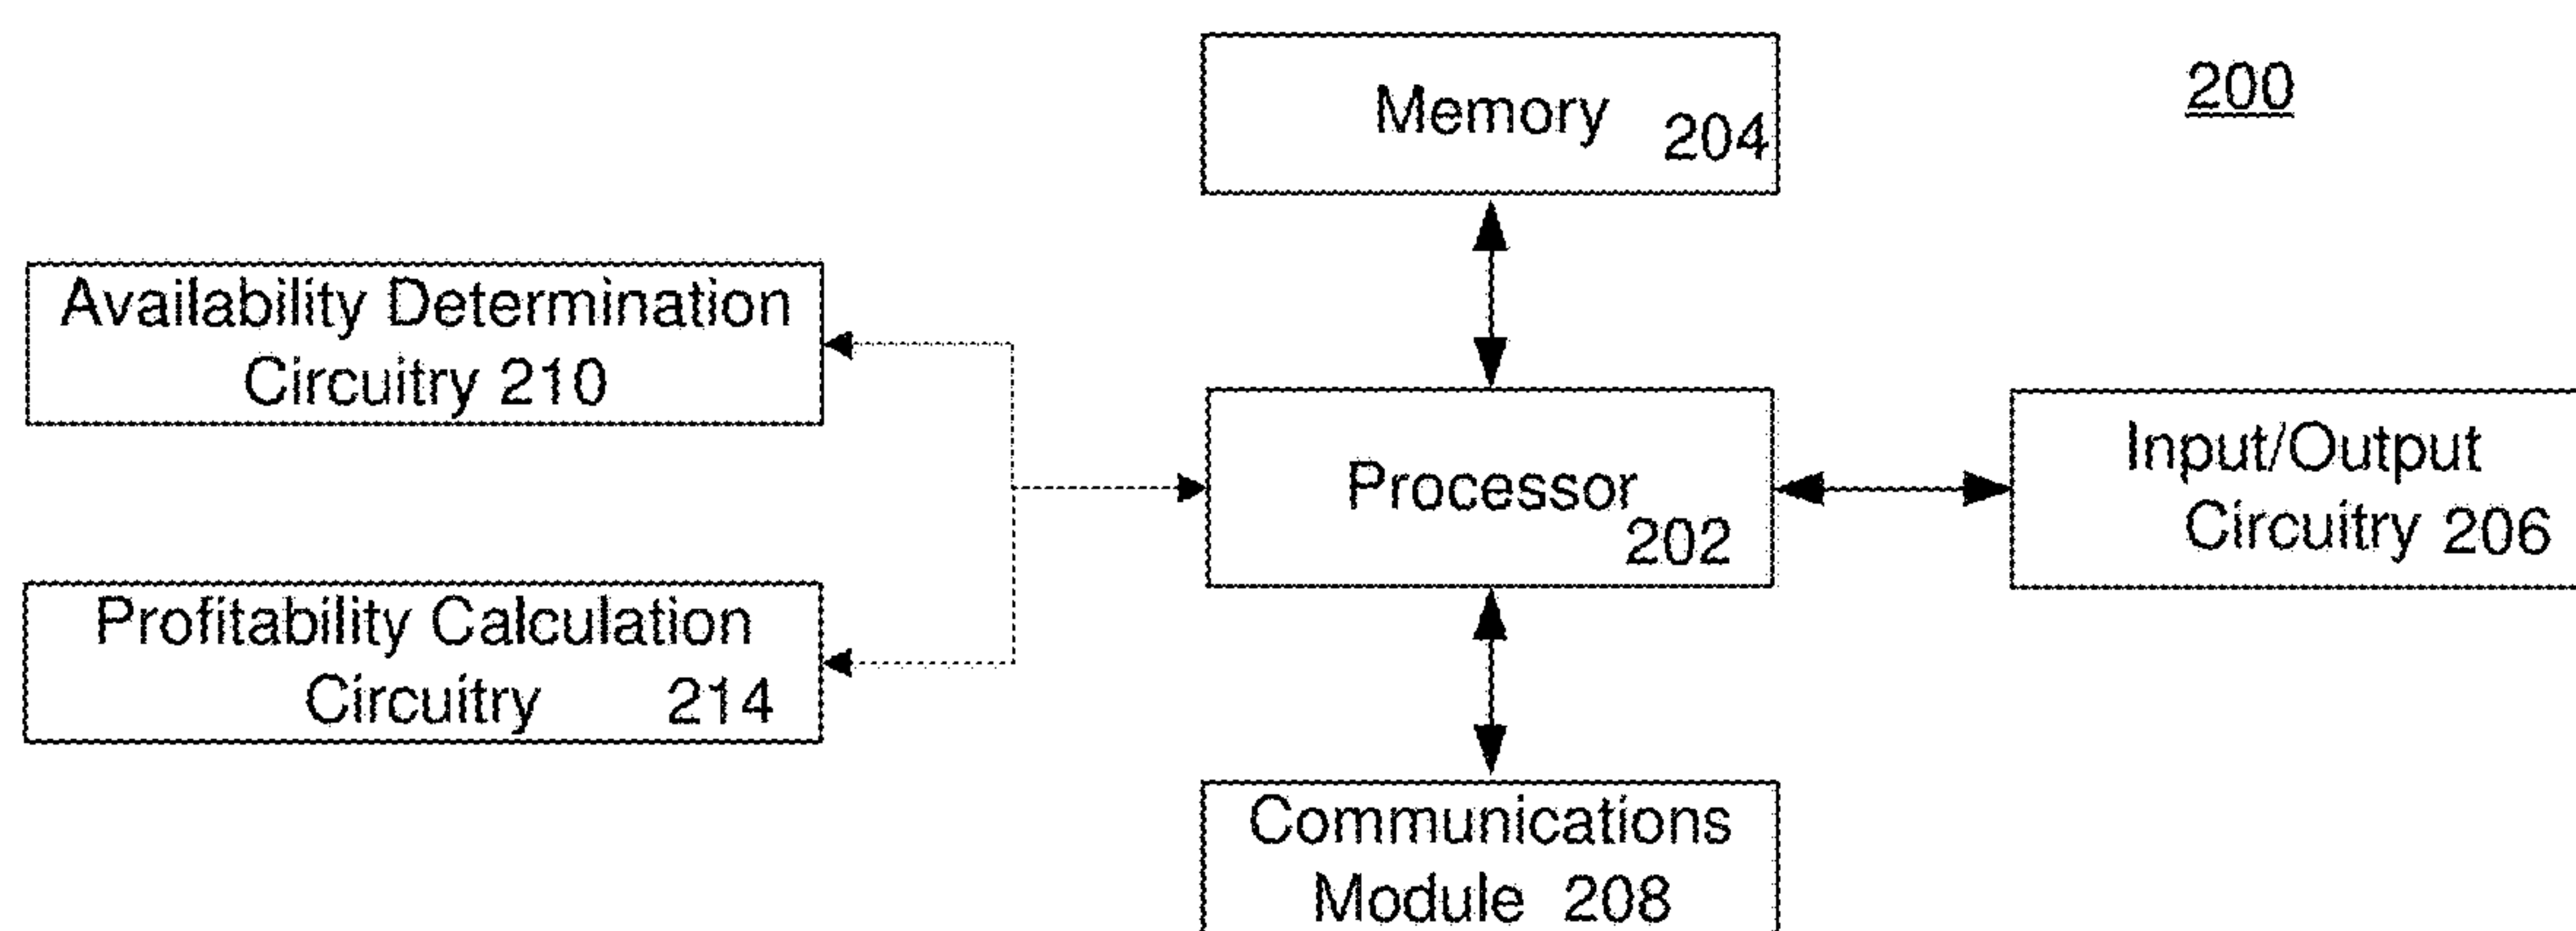 Memory 204
200
Availability Determination
Circuitry 210
Processor 202
Input/Output
Circuitry 206
Profitability Calculation
Circuitry 214
Communications
Module 208